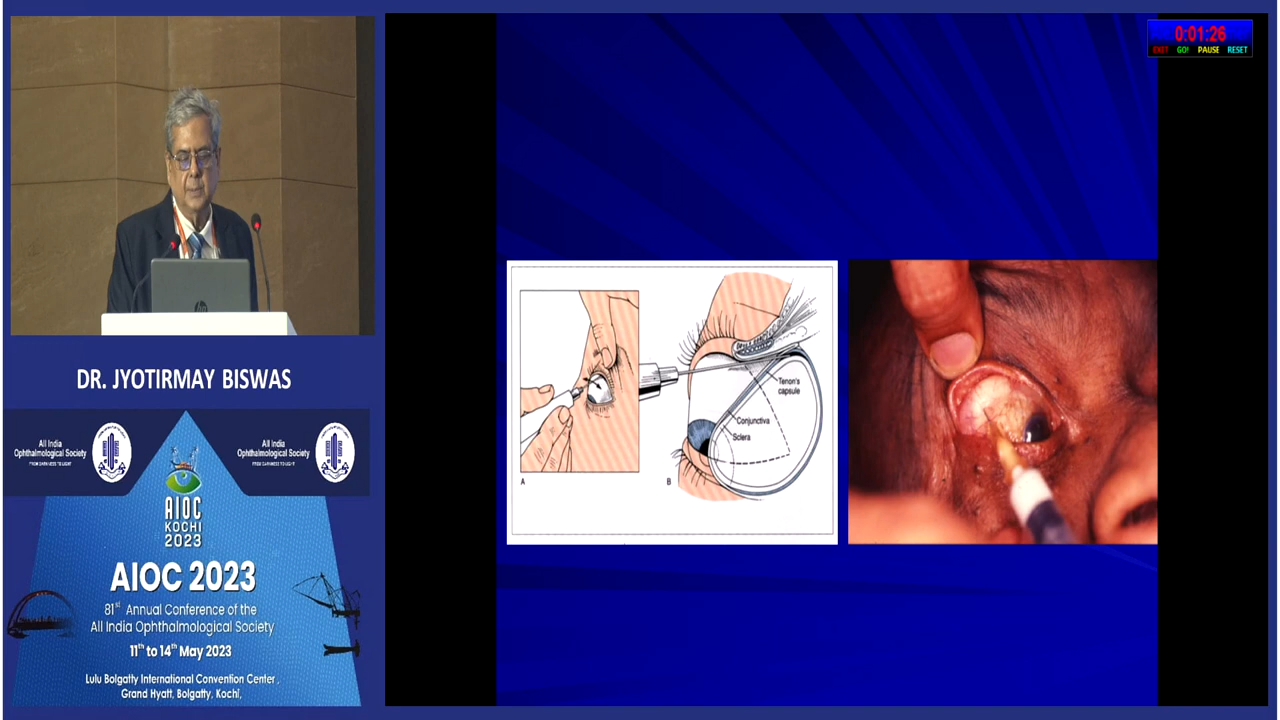 0:01:26
EXIT GO! PAUSE RESET
Tenon's
capsule
Conjunctiva
Sclera
A
B
DR. JYOTIRMAY BISWAS
All India
Ophthalmological Society
FROM DARKNESS TO LIGHT
All India
Ophthalmological Society
FROM DARKNESS TO LIGHT
AIOC
KOCHI
2023
AIOC 2023
81st Annual Conference of the
All India Ophthalmological Society
11th to 14th May 2023
Lulu Bolgatty International Convention Center,
Grand Hyatt, Bolgatty, Kochi,
hp